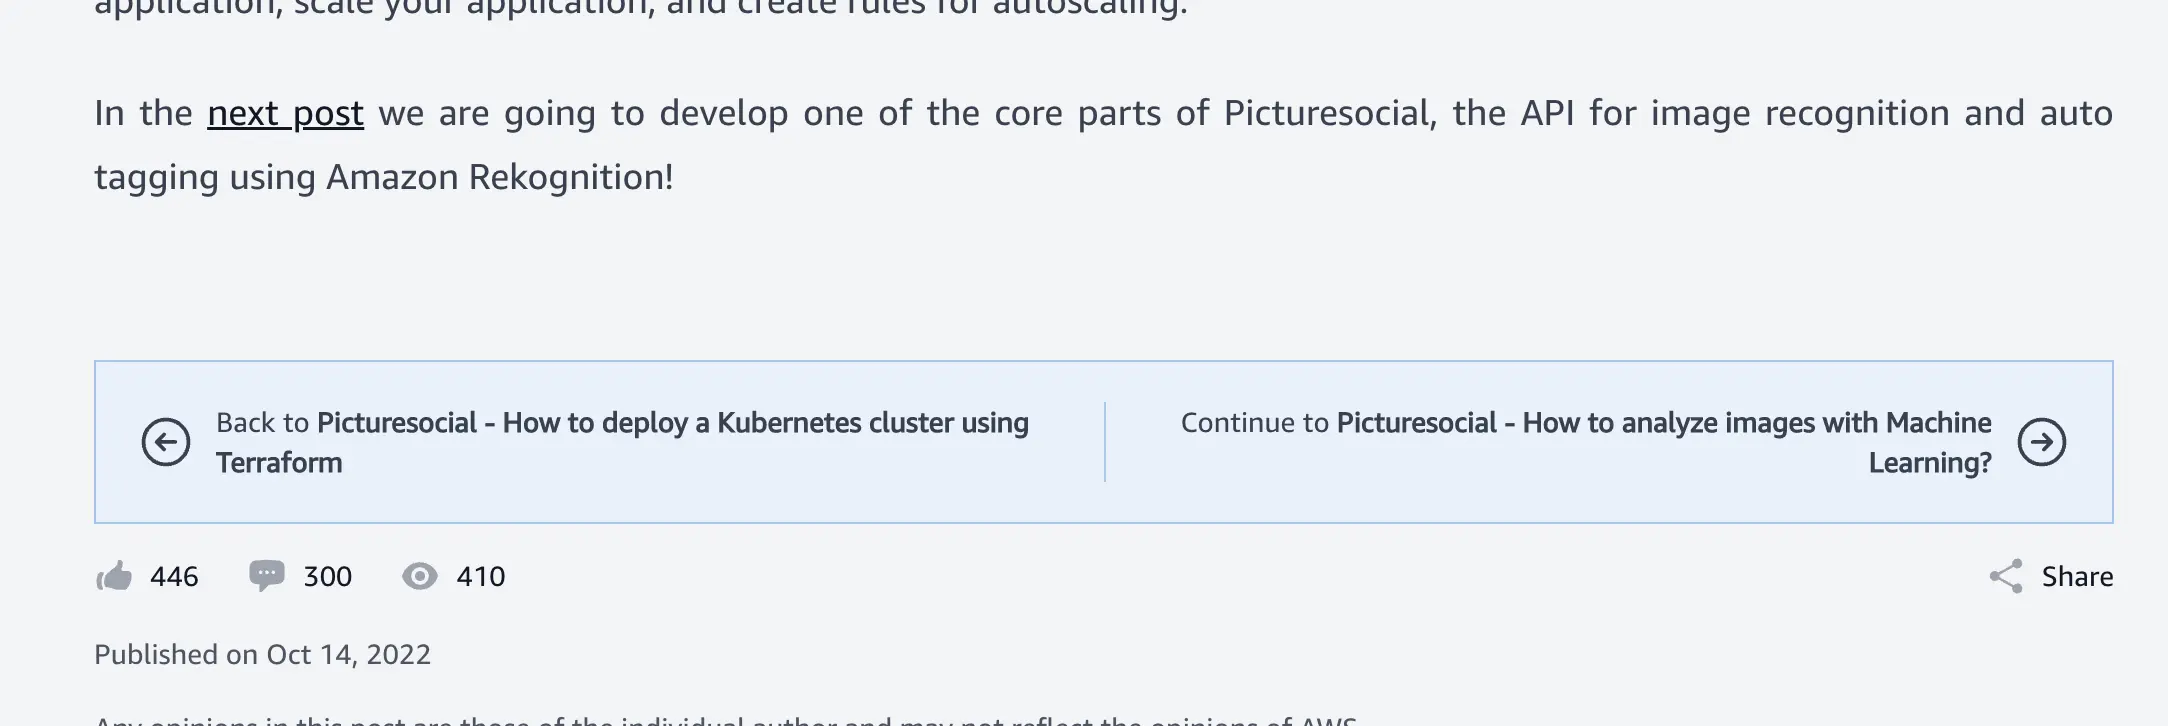 application, scale your application, and create rules for autoscaling.
In the next post we are going to develop one of the core parts of Picturesocial, the API for image recognition and auto
tagging using Amazon Rekognition!
Back to Picturesocial - How to deploy a Kubernetes cluster using
Terraform
Continue to Picturesocial - How to analyze images with Machine
Learning?
446 300 410 Share
Published on Oct 14, 2022
Any opinions in this post are those of the individual author and may not reflect the opinions of AWS.